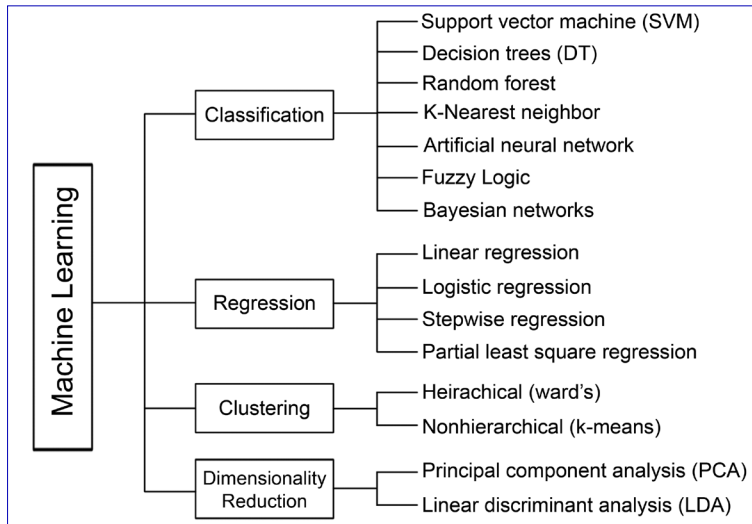 Machine Learning
Classification
Support vector machine (SVM)
Decision trees (DT)
Random forest
K-Nearest neighbor
Artificial neural network
Fuzzy Logic
Bayesian networks
Regression
Linear regression
Logistic regression
Stepwise regression
Partial least square regression
Clustering
Heirachical (ward's)
Nonhierarchical (k-means)
Dimensionality
Reduction
Principal component analysis (PCA)
Linear discriminant analysis (LDA)